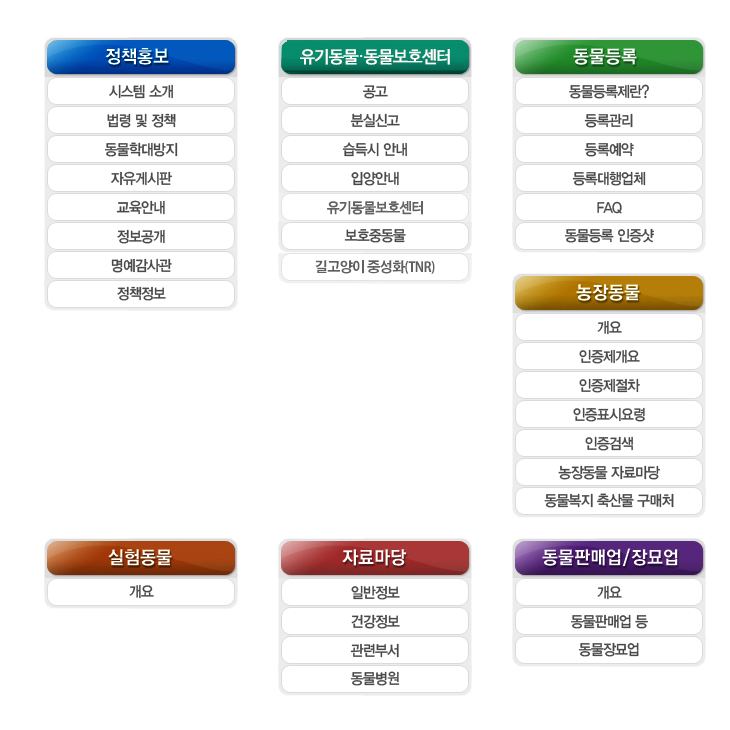 정책홍보
시스템 소개
법령 및 정책
동물학대방지
자유게시판
교육안내
정보공개
명예감사관
정책정보
유기동물·동물보호센터
공고
분실신고
습득시 안내
입양안내
유기동물보호센터
보호중동물
길고양이 중성화(TNR)
동물등록
동물등록제란?
등록관리
등록예약
등록대행업체
FAQ
동물등록 인증샷
농장동물
개요
인증제개요
인증제절차
인증표시요령
인증검색
농장동물 자료마당
동물복지 축산물 구매처
실험동물
개요
자료마당
일반정보
건강정보
관련부서
동물병원
동물판매업/장묘업
개요
동물판매업 등
동물장묘업